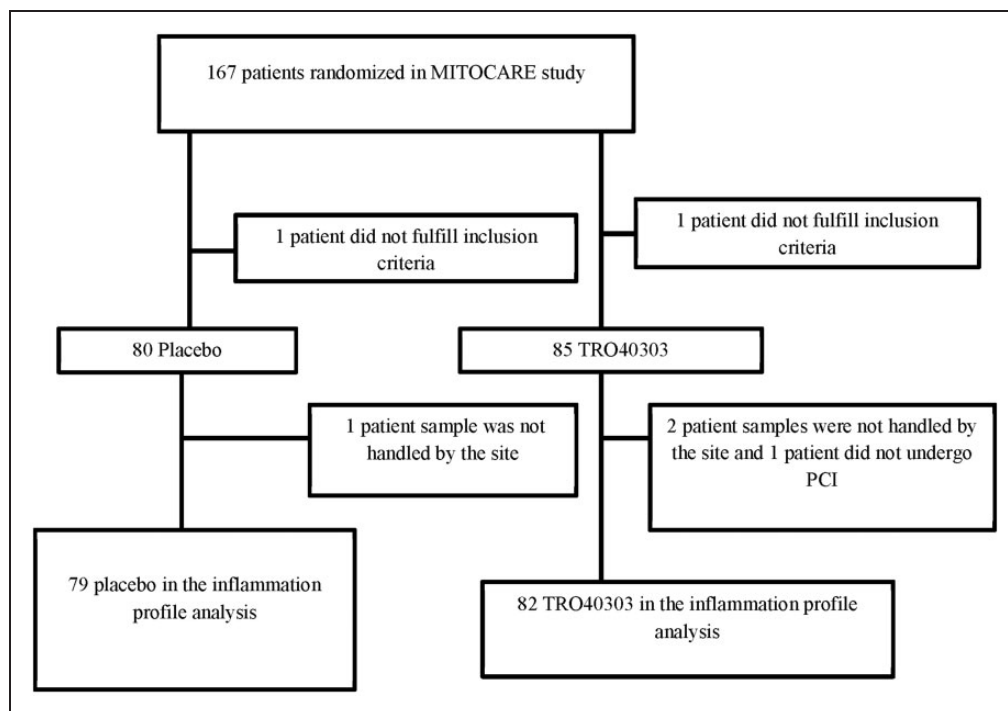 167 patients randomized in MITOCARE study
1 patient did not fulfill inclusion
criteria
1 patient did not fulfill inclusion
criteria
80 Placebo
85 TRO40303
1 patient sample was not
handled by the site
2 patient samples were not handled by
the site and 1 patient did not undergo
PCI
79 placebo in the inflammation
profile analysis
82 TRO40303 in the inflammation profile
analysis